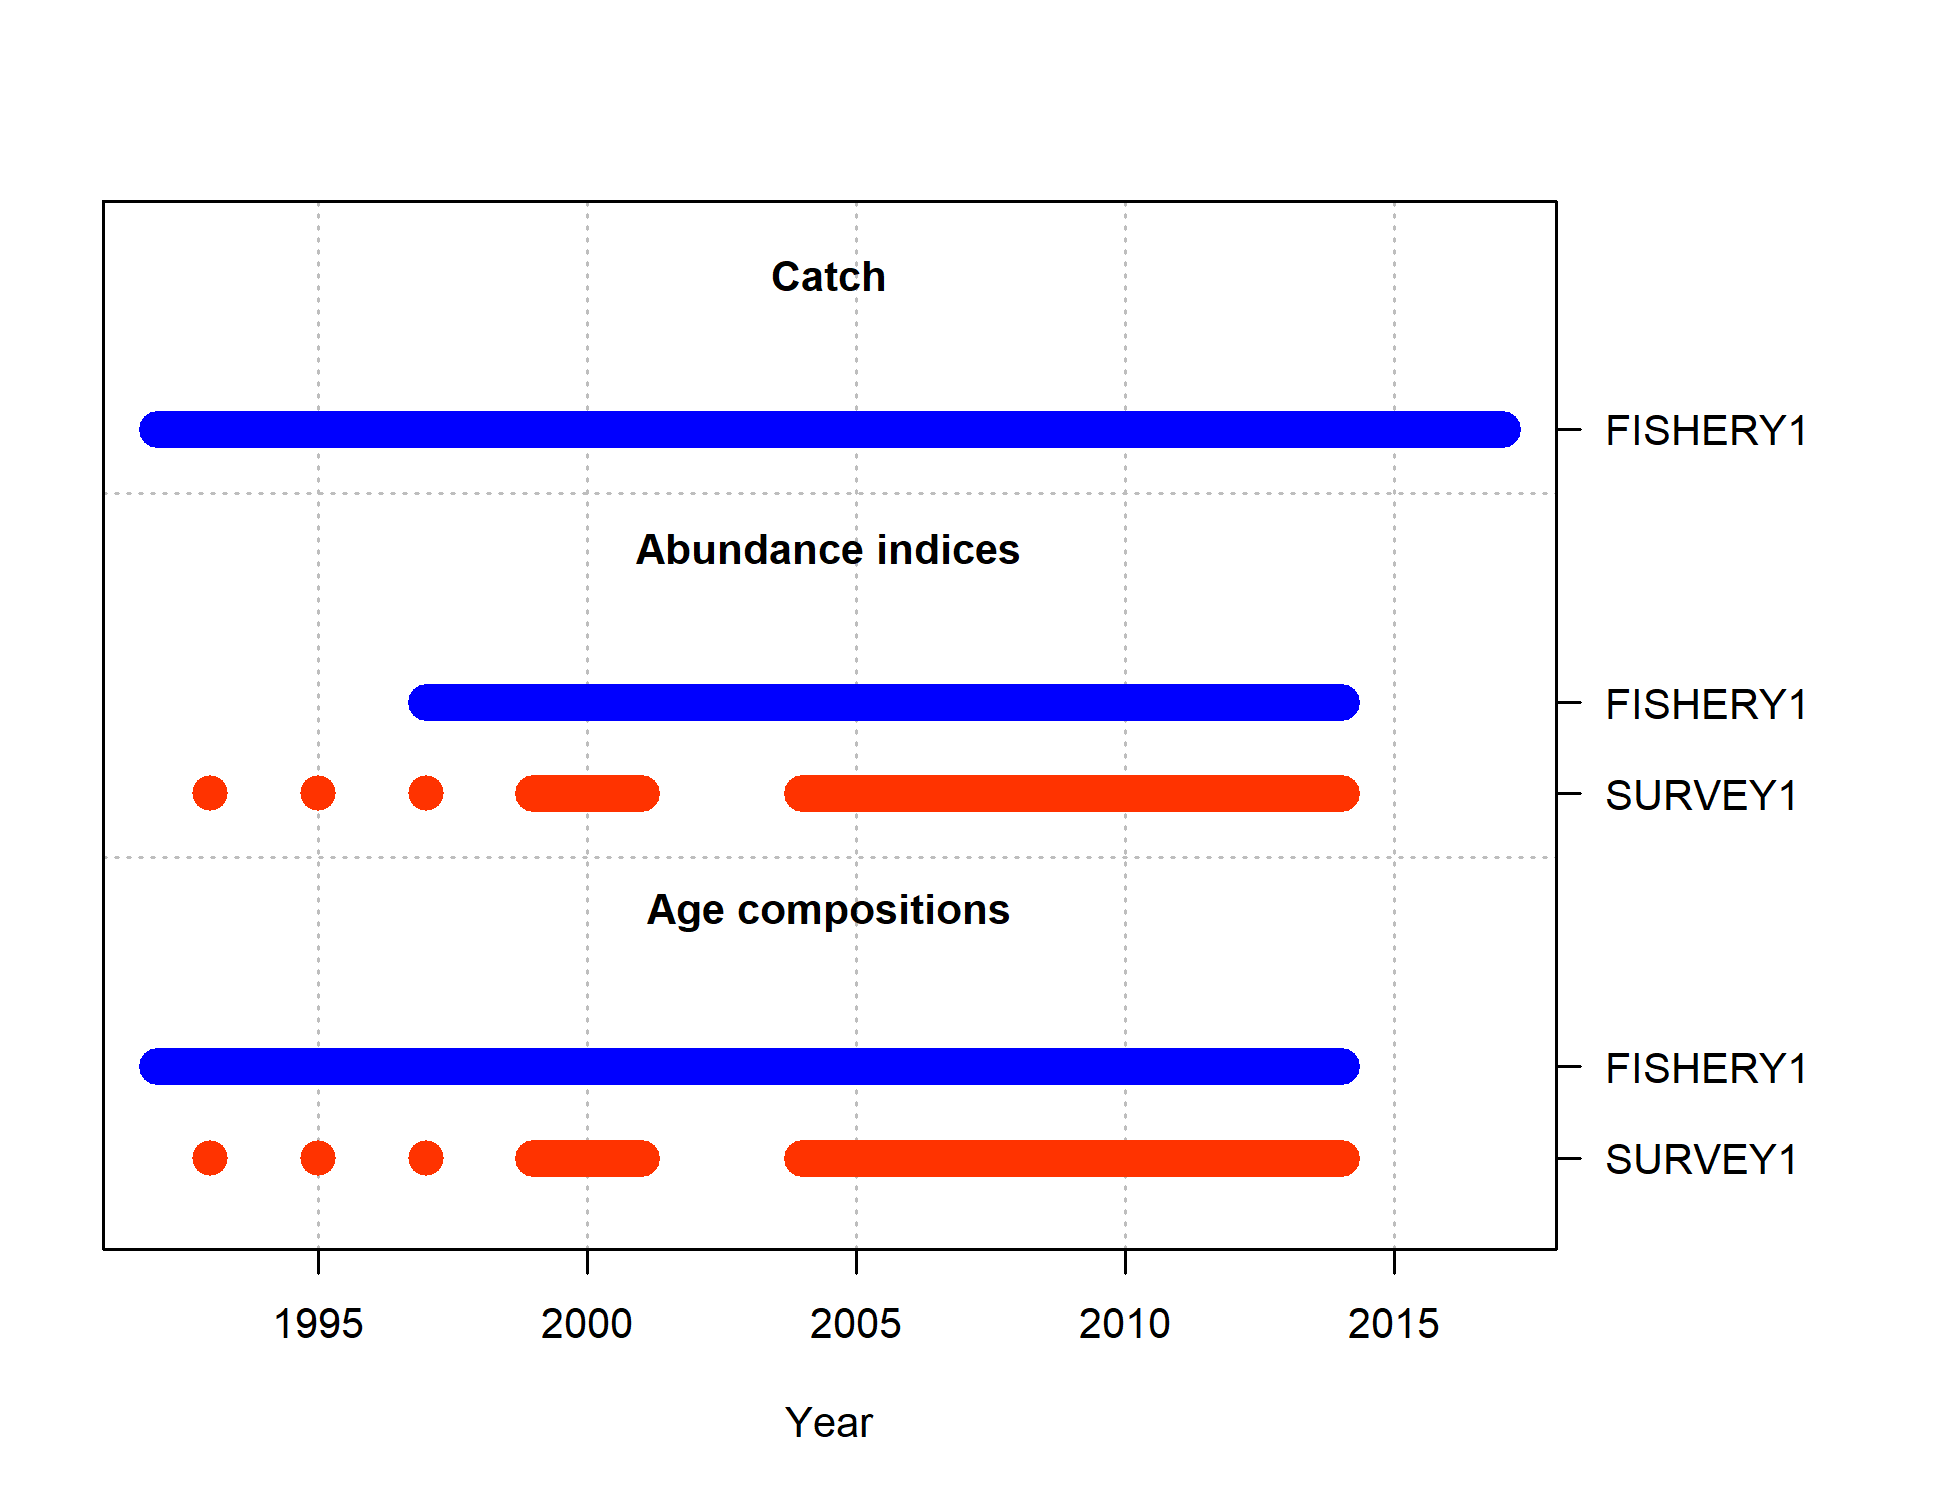 Catch
FISHERY1
Abundance indices
FISHERY1
SURVEY1
Age compositions
FISHERY1
SURVEY1
1995 2000 2005 2010 2015
Year